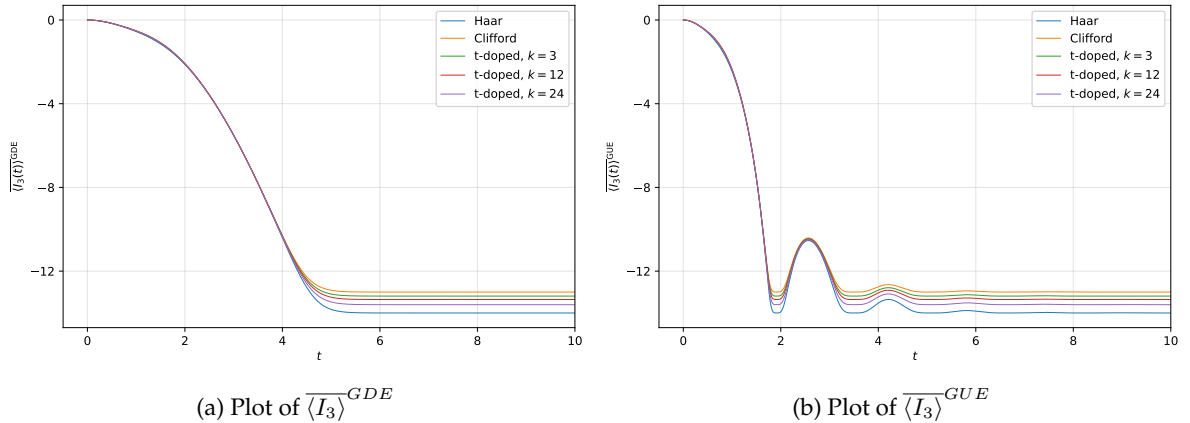 0
−4
−8
−12
0
2
4
6
8
10
t
⟨I₃(t)⟩^GDE
Haar
Clifford
t-doped, k = 3
t-doped, k = 12
t-doped, k = 24
(a) Plot of ⟨I₃⟩^GDE
0
−4
−8
−12
0
2
4
6
8
10
t
⟨I₃(t)⟩^GUE
Haar
Clifford
t-doped, k = 3
t-doped, k = 12
t-doped, k = 24
(b) Plot of ⟨I₃⟩^GUE